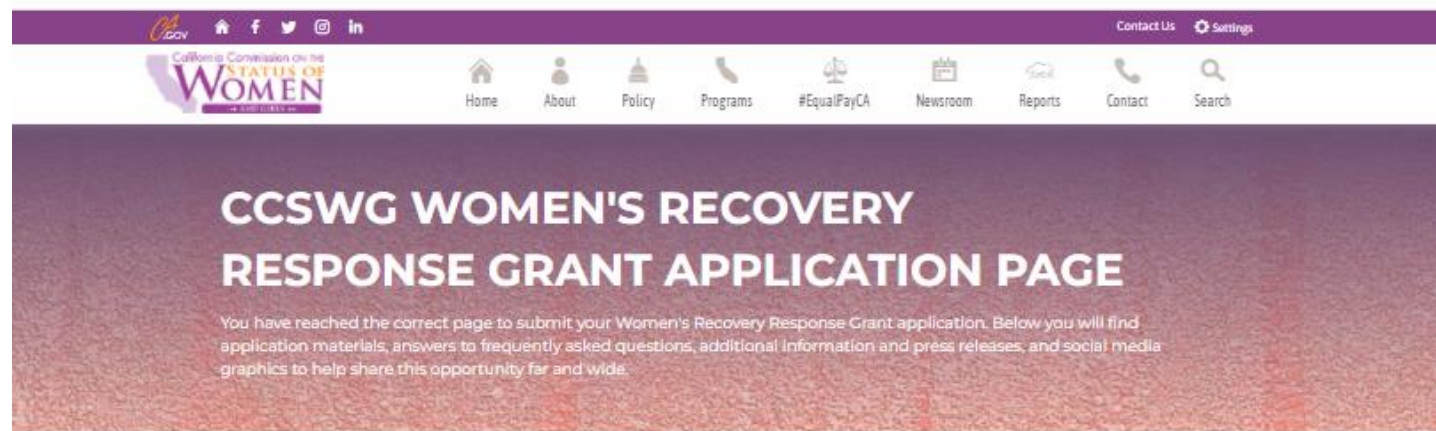 CA.GOV
Contact Us Settings
California Commission on the
STATUS OF
WOMEN
AND GIRLS
Home About Policy Programs #EqualPayCA Newsroom Reports Contact Search
CCSWG WOMEN'S RECOVERY
RESPONSE GRANT APPLICATION PAGE
You have reached the correct page to submit your Women's Recovery Response Grant application. Below you will find
application materials, answers to frequently asked questions, additional information and press releases, and social media
graphics to help share this opportunity far and wide.